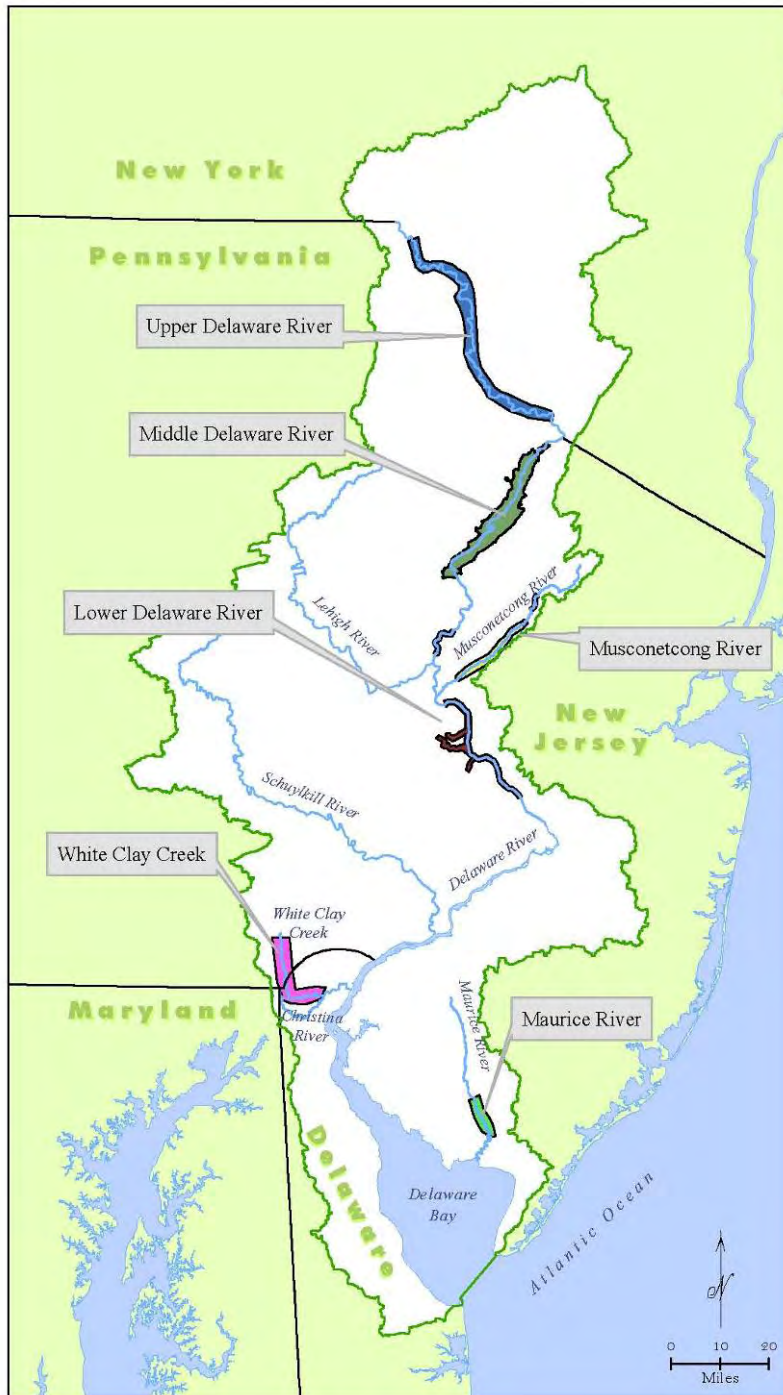 New York
Pennsylvania
Upper Delaware River
Middle Delaware River
Lower Delaware River
Lehigh River
Musconetcong River
Musconetcong River
New
Jersey
Schuylkill River
White Clay Creek
Delaware River
White Clay
Creek
Maryland
Christina
River
Maurice River
Maurice River
Delaware
Delaware
Bay
Atlantic Ocean
N
0 10 20
Miles